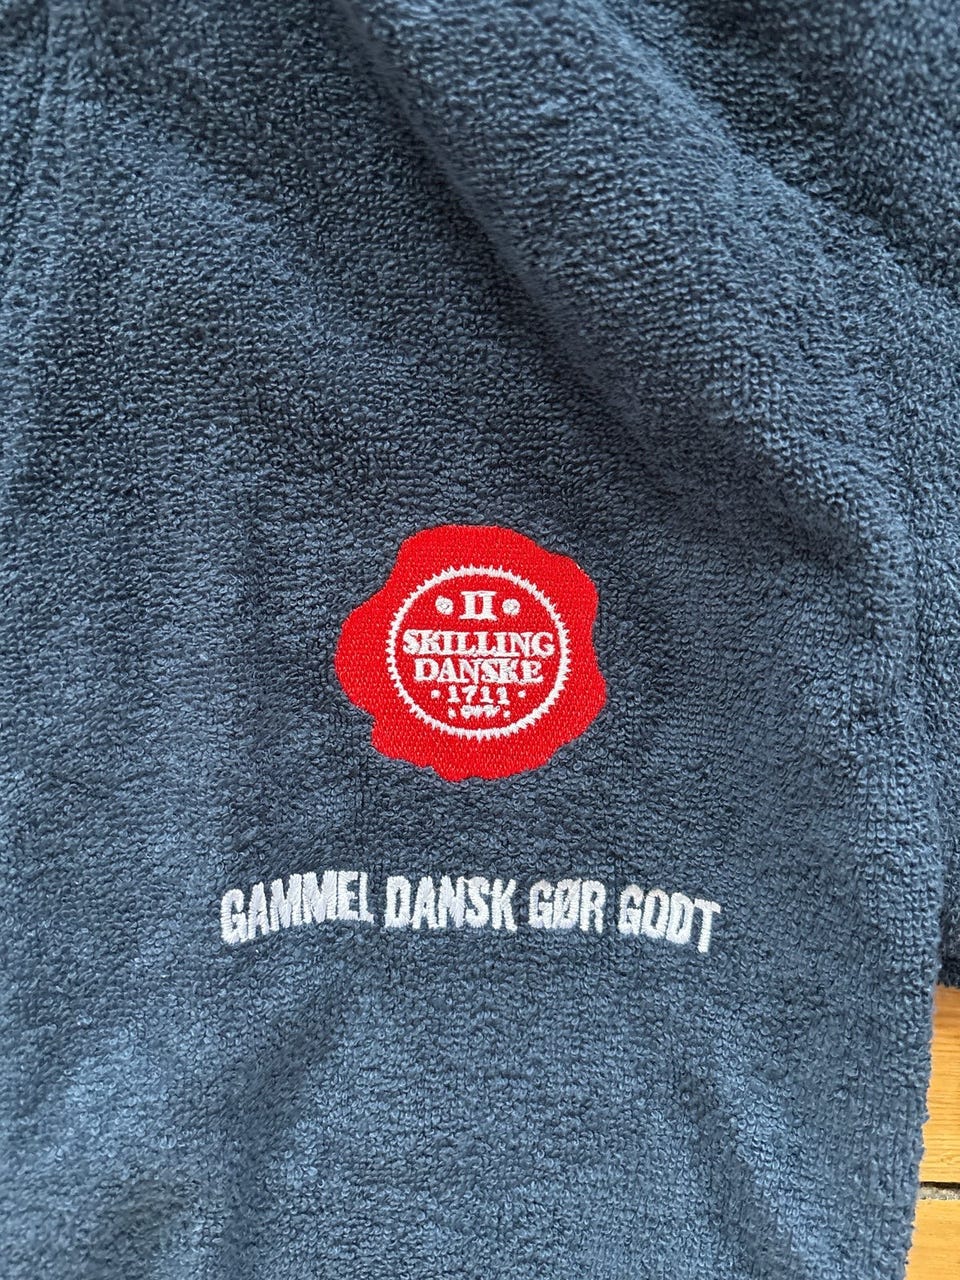 • II •
SKILLING
DANSKE
• 1711 •
GAMMEL DANSK GØR GODT